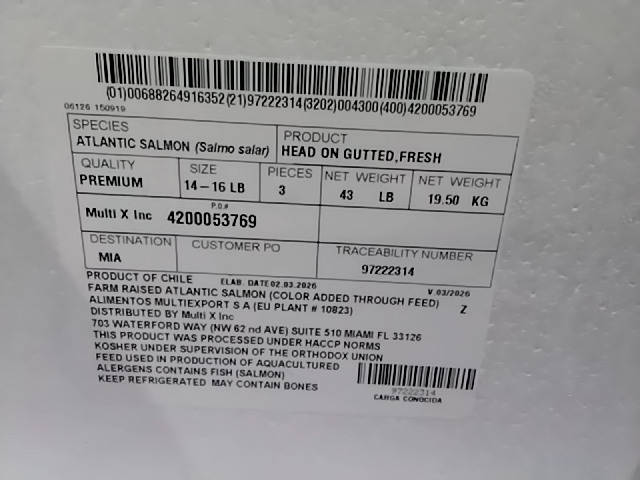 (01)00688264916352(21)97222314(3202)004300(400)4200053769
06126 150919
SPECIES
ATLANTIC SALMON (Salmo salar)
PRODUCT
HEAD ON GUTTED,FRESH
QUALITY
PREMIUM
SIZE
14-16 LB
PIECES
3
NET WEIGHT
43 LB
NET WEIGHT
19.50 KG
Multi X Inc
P.O.#
4200053769
DESTINATION
MIA
CUSTOMER PO
TRACEABILITY NUMBER
97222314
PRODUCT OF CHILE ELAB. DATE02.03.2026 V 03/2026
FARM RAISED ATLANTIC SALMON (COLOR ADDED THROUGH FEED) Z
ALIMENTOS MULTIEXPORT S A (EU PLANT # 10823)
DISTRIBUTED BY Multi X Inc
703 WATERFORD WAY (NW 62 nd AVE) SUITE 510 MIAMI FL 33126
THIS PRODUCT WAS PROCESSED UNDER HACCP NORMS
KOSHER UNDER SUPERVISION OF THE ORTHODOX UNION
FEED USED IN PRODUCTION OF AQUACULTURED
ALERGENS CONTAINS FISH (SALMON)
KEEP REFRIGERATED MAY CONTAIN BONES
97222314
CARGA CONOCIDA